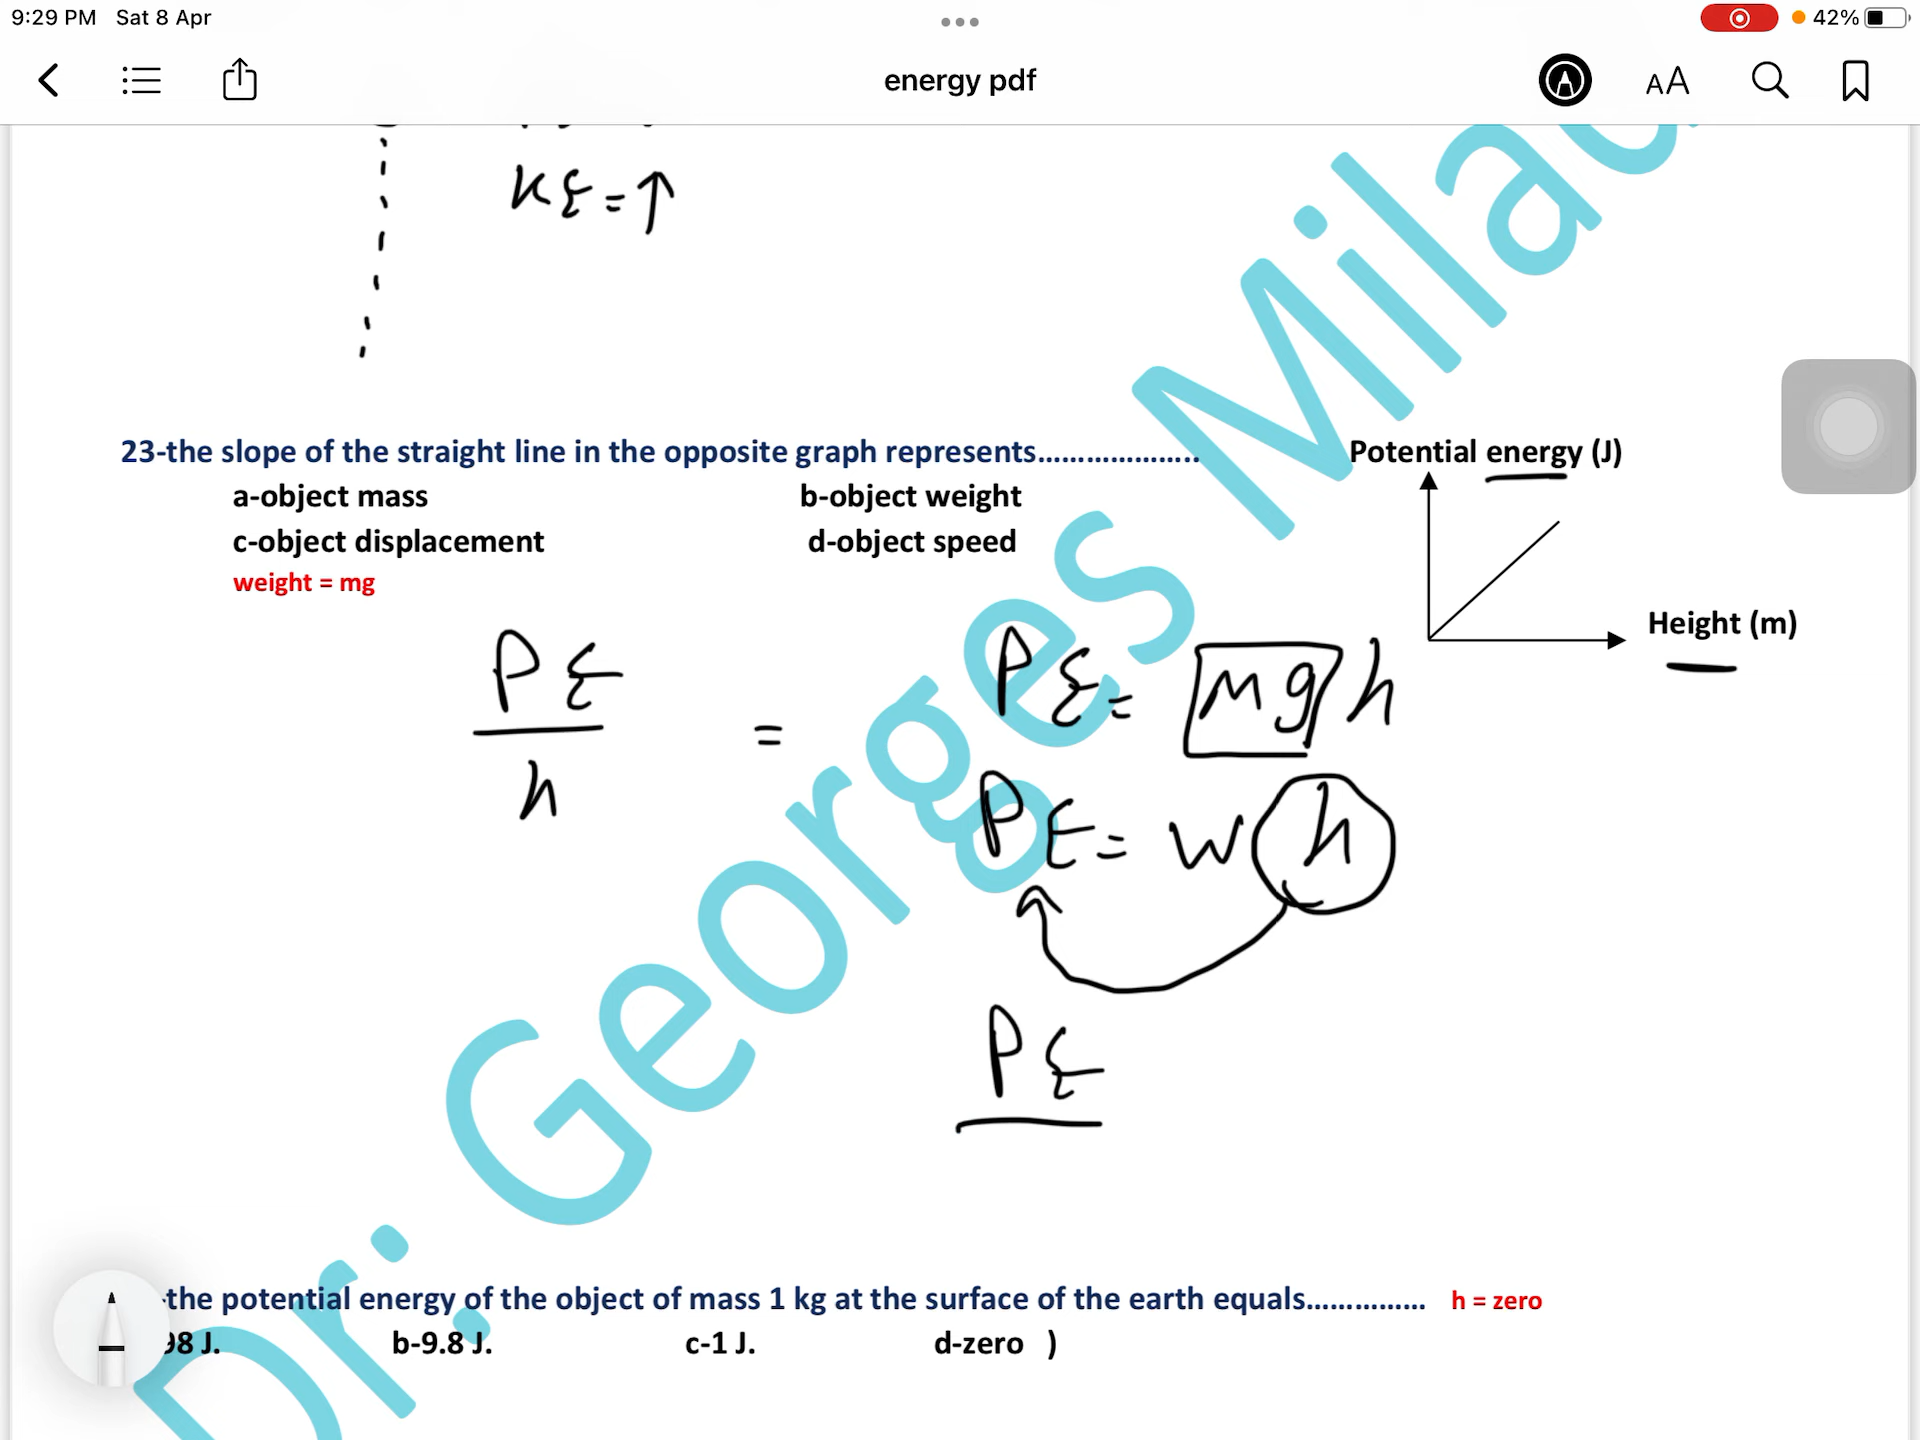 9:29 PM Sat 8 Apr
42%
energy pdf
AA
KE = ↑
23-the slope of the straight line in the opposite graph represents....................
Potential energy (J)
a-object mass
b-object weight
c-object displacement
d-object speed
weight = mg
Height (m)
PE
h
=
PE = mg h
PE = w h
PE
-the potential energy of the object of mass 1 kg at the surface of the earth equals............... h = zero
98 J.
b-9.8 J.
c-1 J.
d-zero )
Dr. Georges Milad